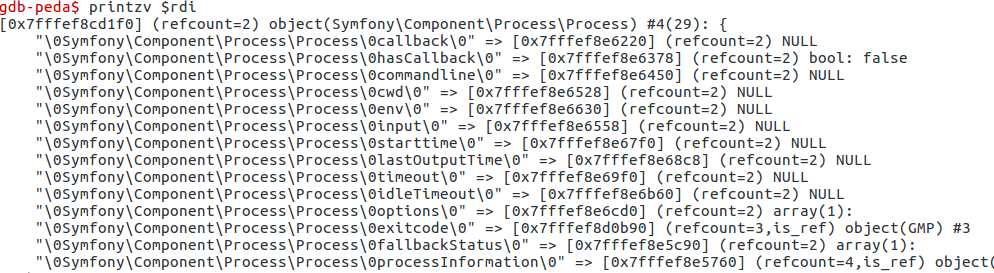 gdb-peda$ printzv $rdi
[0x7fffef8cd1f0] (refcount=2) object(Symfony\Component\Process\Process) #4(29): {
"\0Symfony\Component\Process\Process\0callback\0" => [0x7fffef8e6220] (refcount=2) NULL
"\0Symfony\Component\Process\Process\0hasCallback\0" => [0x7fffef8e6378] (refcount=2) bool: false
"\0Symfony\Component\Process\Process\0commandline\0" => [0x7fffef8e6450] (refcount=2) NULL
"\0Symfony\Component\Process\Process\0cwd\0" => [0x7fffef8e6528] (refcount=2) NULL
"\0Symfony\Component\Process\Process\0env\0" => [0x7fffef8e6630] (refcount=2) NULL
"\0Symfony\Component\Process\Process\0input\0" => [0x7fffef8e6558] (refcount=2) NULL
"\0Symfony\Component\Process\Process\0starttime\0" => [0x7fffef8e67f0] (refcount=2) NULL
"\0Symfony\Component\Process\Process\0lastOutputTime\0" => [0x7fffef8e68c8] (refcount=2) NULL
"\0Symfony\Component\Process\Process\0timeout\0" => [0x7fffef8e69f0] (refcount=2) NULL
"\0Symfony\Component\Process\Process\0idleTimeout\0" => [0x7fffef8e6b60] (refcount=2) NULL
"\0Symfony\Component\Process\Process\0options\0" => [0x7fffef8e6cd0] (refcount=2) array(1):
"\0Symfony\Component\Process\Process\0exitcode\0" => [0x7fffef8d0b90] (refcount=3,is_ref) object(GMP) #3
"\0Symfony\Component\Process\Process\0fallbackStatus\0" => [0x7fffef8e5c90] (refcount=2) array(1):
"\0Symfony\Component\Process\Process\0processInformation\0" => [0x7fffef8e5760] (refcount=4,is_ref) object(